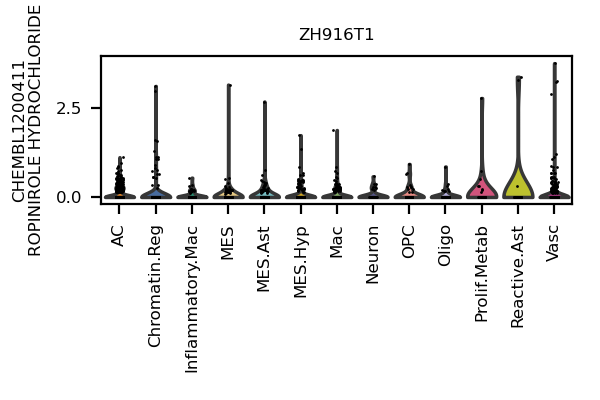 ZH916T1
CHEMBL1200411
ROPINIROLE HYDROCHLORIDE
2.5
0.0
AC
Chromatin.Reg
Inflammatory.Mac
MES
MES.Ast
MES.Hyp
Mac
Neuron
OPC
Oligo
Prolif.Metab
Reactive.Ast
Vasc